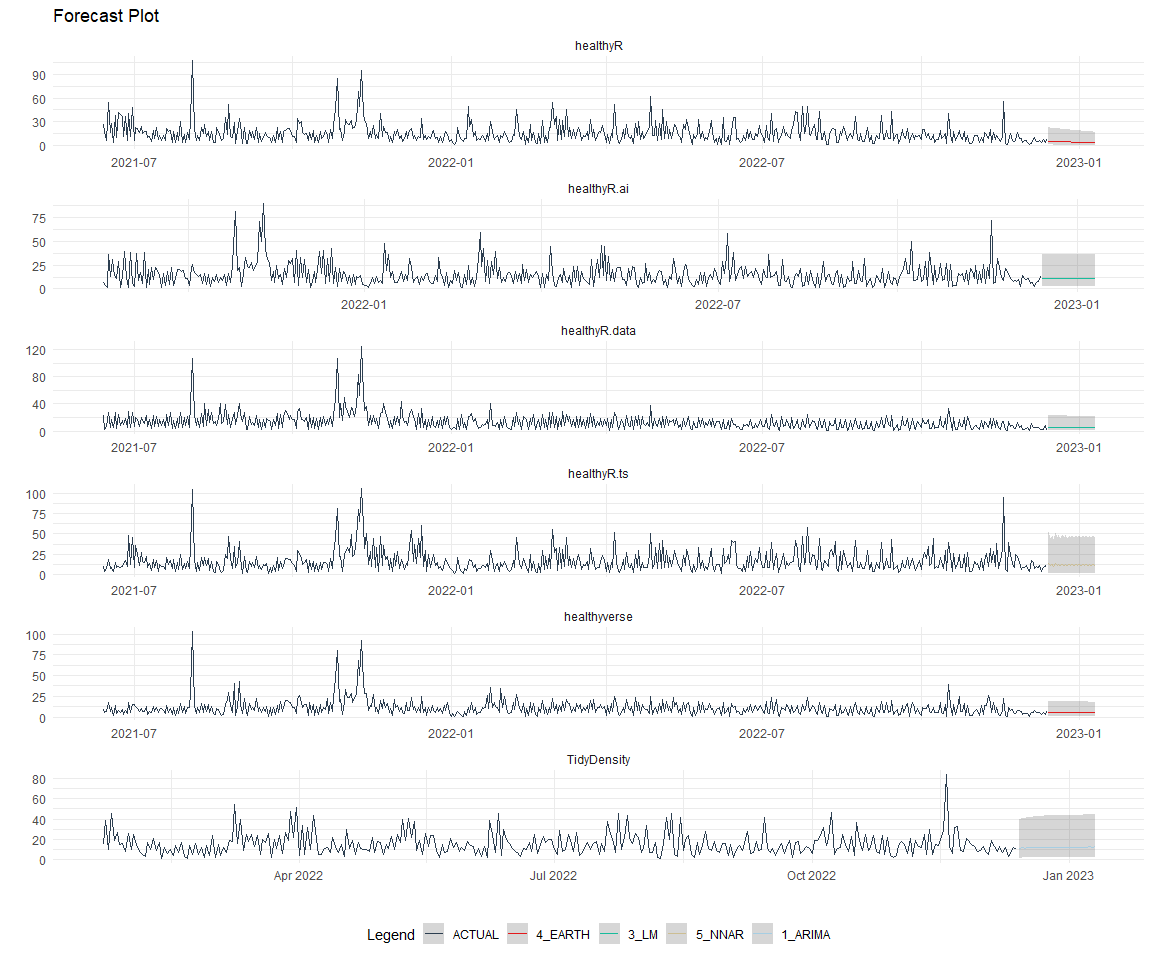 Forecast Plot
healthyR
90
60
30
0
2021-07 2022-01 2022-07 2023-01
healthyR.ai
75
50
25
0
2022-01 2022-07 2023-01
healthyR.data
120
80
40
0
2021-07 2022-01 2022-07 2023-01
healthyR.ts
100
75
50
25
0
2021-07 2022-01 2022-07 2023-01
healthyverse
100
75
50
25
0
2021-07 2022-01 2022-07 2023-01
TidyDensity
80
60
40
20
0
Apr 2022 Jul 2022 Oct 2022 Jan 2023
Legend ACTUAL 4_EARTH 3_LM 5_NNAR 1_ARIMA